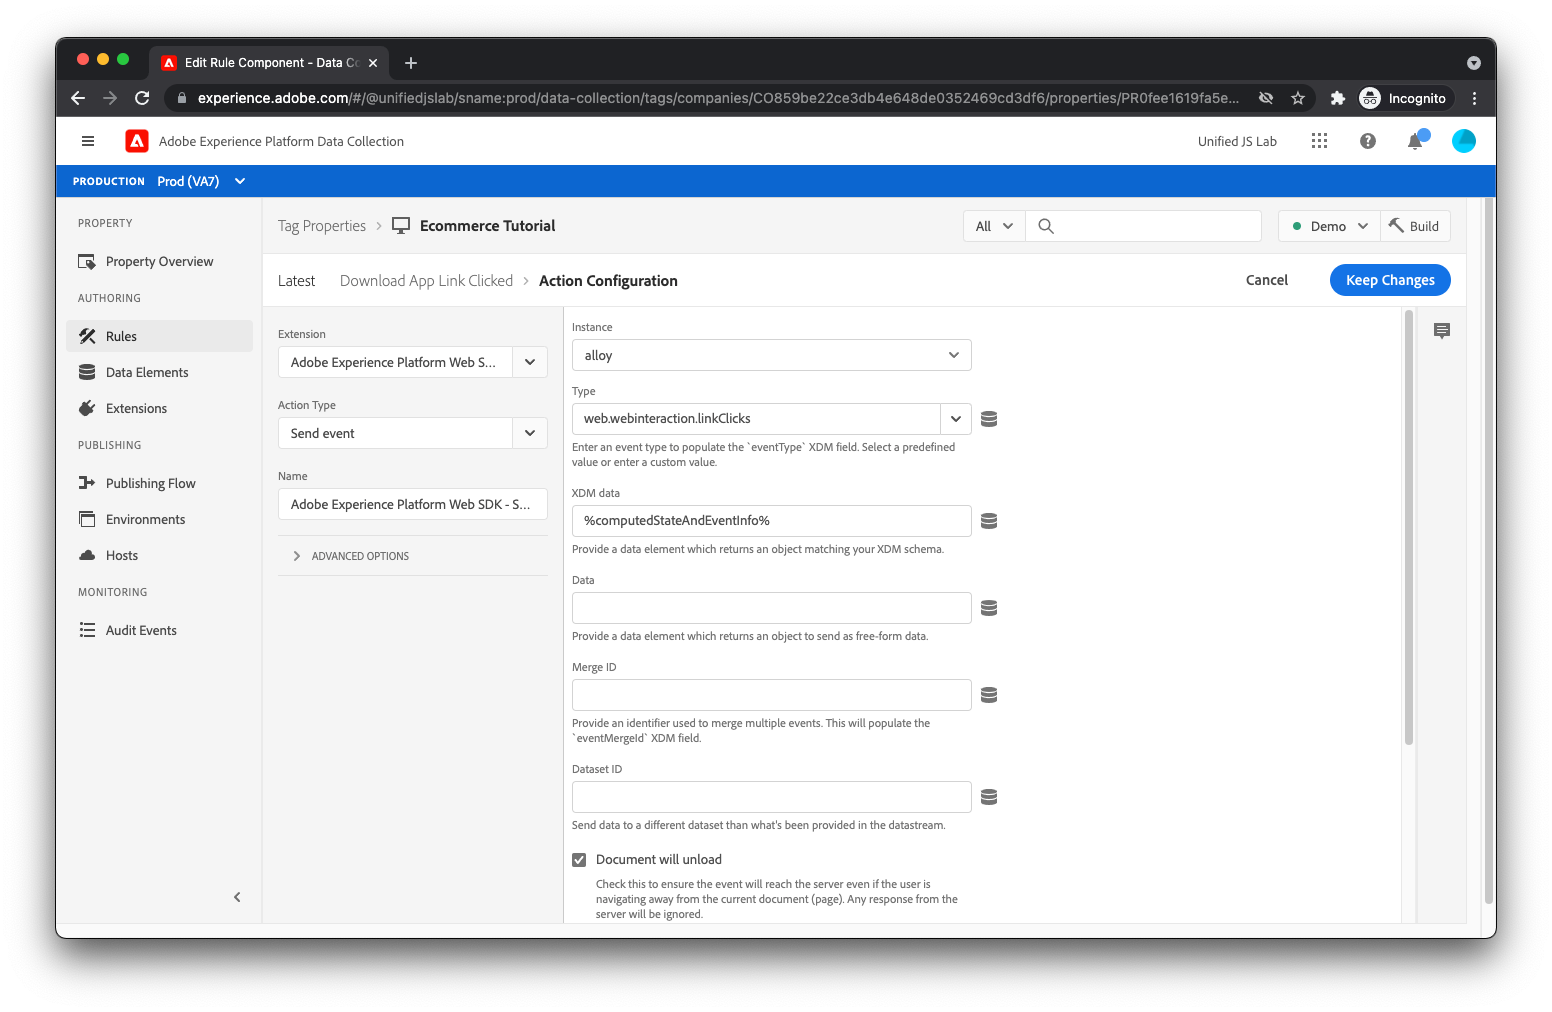 Edit Rule Component - Data Co
experience.adobe.com/#/@unifiedjslab/sname:prod/data-collection/tags/companies/CO859be22ce3db4e648de0352469cd3df6/properties/PR0fee1619fa5e...
Incognito
Adobe Experience Platform Data Collection
Unified JS Lab
PRODUCTION Prod (VA7)
PROPERTY
Property Overview
AUTHORING
Rules
Data Elements
Extensions
PUBLISHING
Publishing Flow
Environments
Hosts
MONITORING
Audit Events
Tag Properties > Ecommerce Tutorial
All
Demo
Build
Latest
Download App Link Clicked > Action Configuration
Cancel
Keep Changes
Extension
Adobe Experience Platform Web S...
Action Type
Send event
Name
Adobe Experience Platform Web SDK - S...
ADVANCED OPTIONS
Instance
alloy
Type
web.webinteraction.linkClicks
Enter an event type to populate the `eventType` XDM field. Select a predefined
value or enter a custom value.
XDM data
%computedStateAndEventInfo%
Provide a data element which returns an object matching your XDM schema.
Data
Provide a data element which returns an object to send as free-form data.
Merge ID
Provide an identifier used to merge multiple events. This will populate the
`eventMergeId` XDM field.
Dataset ID
Send data to a different dataset than what's been provided in the datastream.
Document will unload
Check this to ensure the event will reach the server even if the user is
navigating away from the current document (page). Any response from the
server will be ignored.